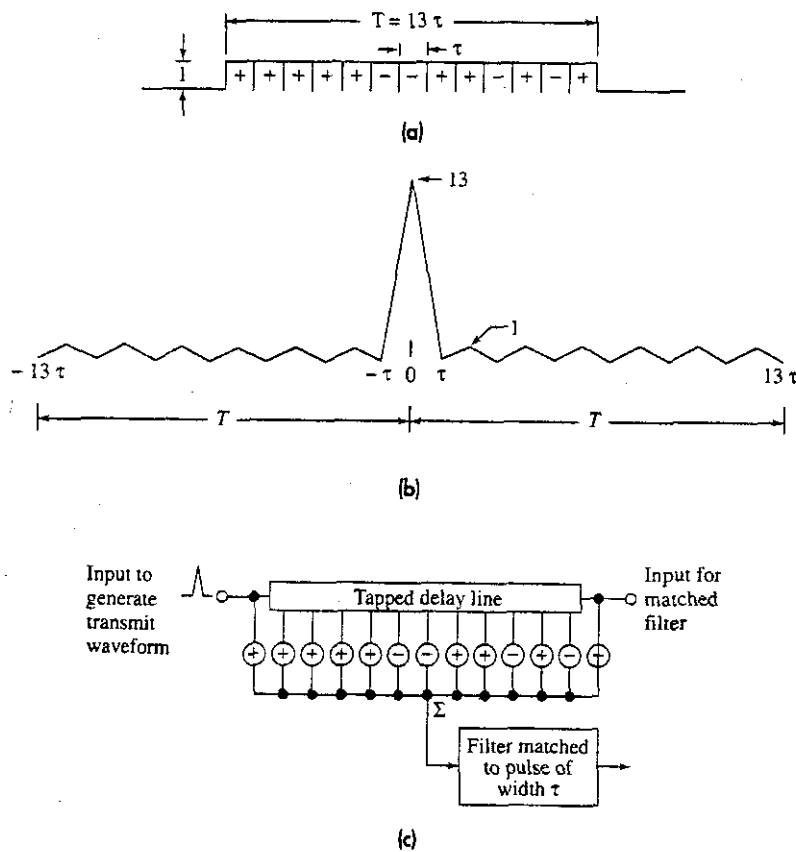 T = 13 τ
τ
1
+ + + + + - - + + - + - +
(a)
13
1
- 13 τ
- τ
0
τ
13 τ
T
T
(b)
Input to
generate
transmit
waveform
Tapped delay line
Input for
matched
filter
+ + + + + - - + + - + - +
Σ
Filter matched
to pulse of
width τ
(c)